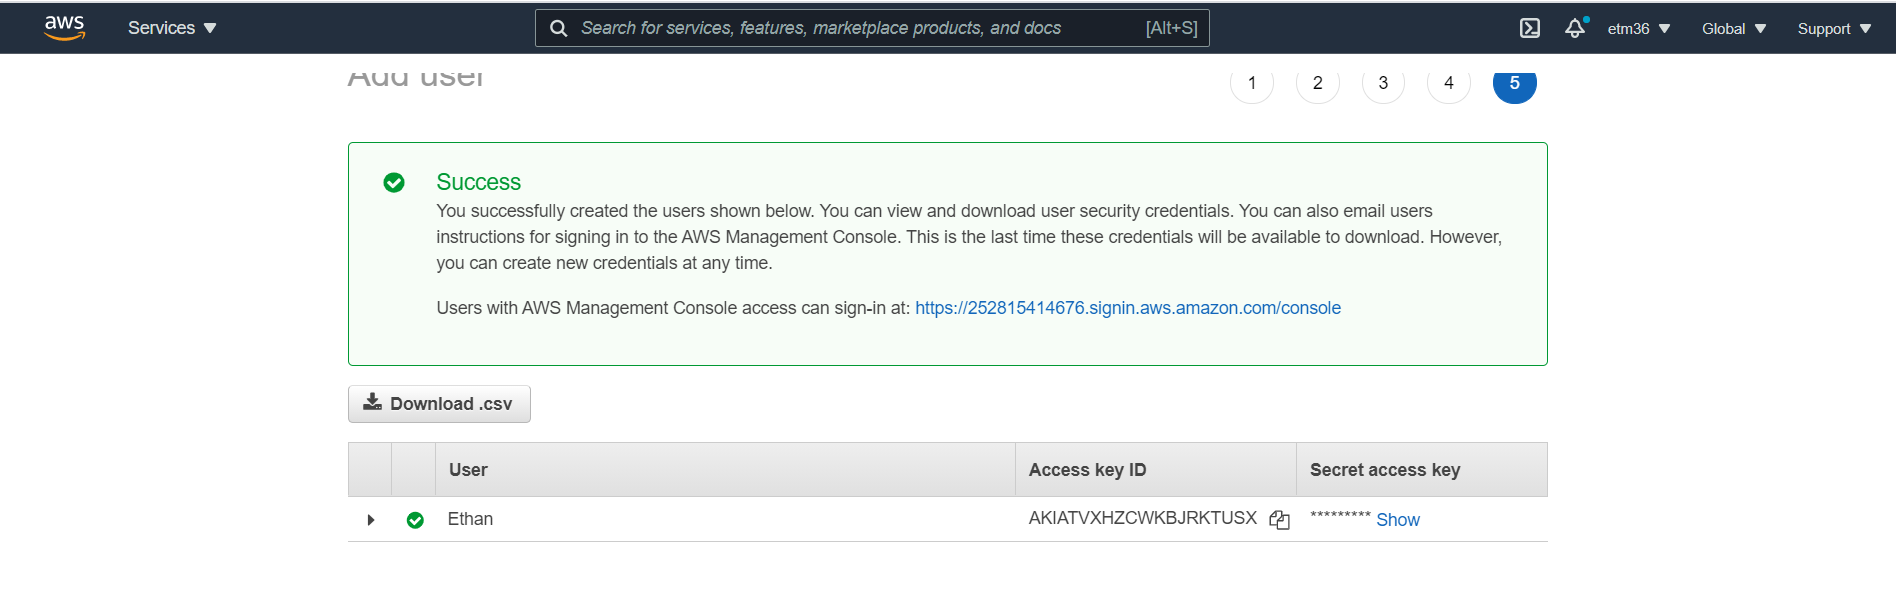 aws Services Search for services, features, marketplace products, and docs [Alt+S] etm36 Global Support
Add user 1 2 3 4 5
Success
You successfully created the users shown below. You can view and download user security credentials. You can also email users
instructions for signing in to the AWS Management Console. This is the last time these credentials will be available to download. However,
you can create new credentials at any time.
Users with AWS Management Console access can sign-in at: https://252815414676.signin.aws.amazon.com/console
Download .csv
User Access key ID Secret access key
Ethan AKIATVXHZCWKBJRKTUSX ********* Show